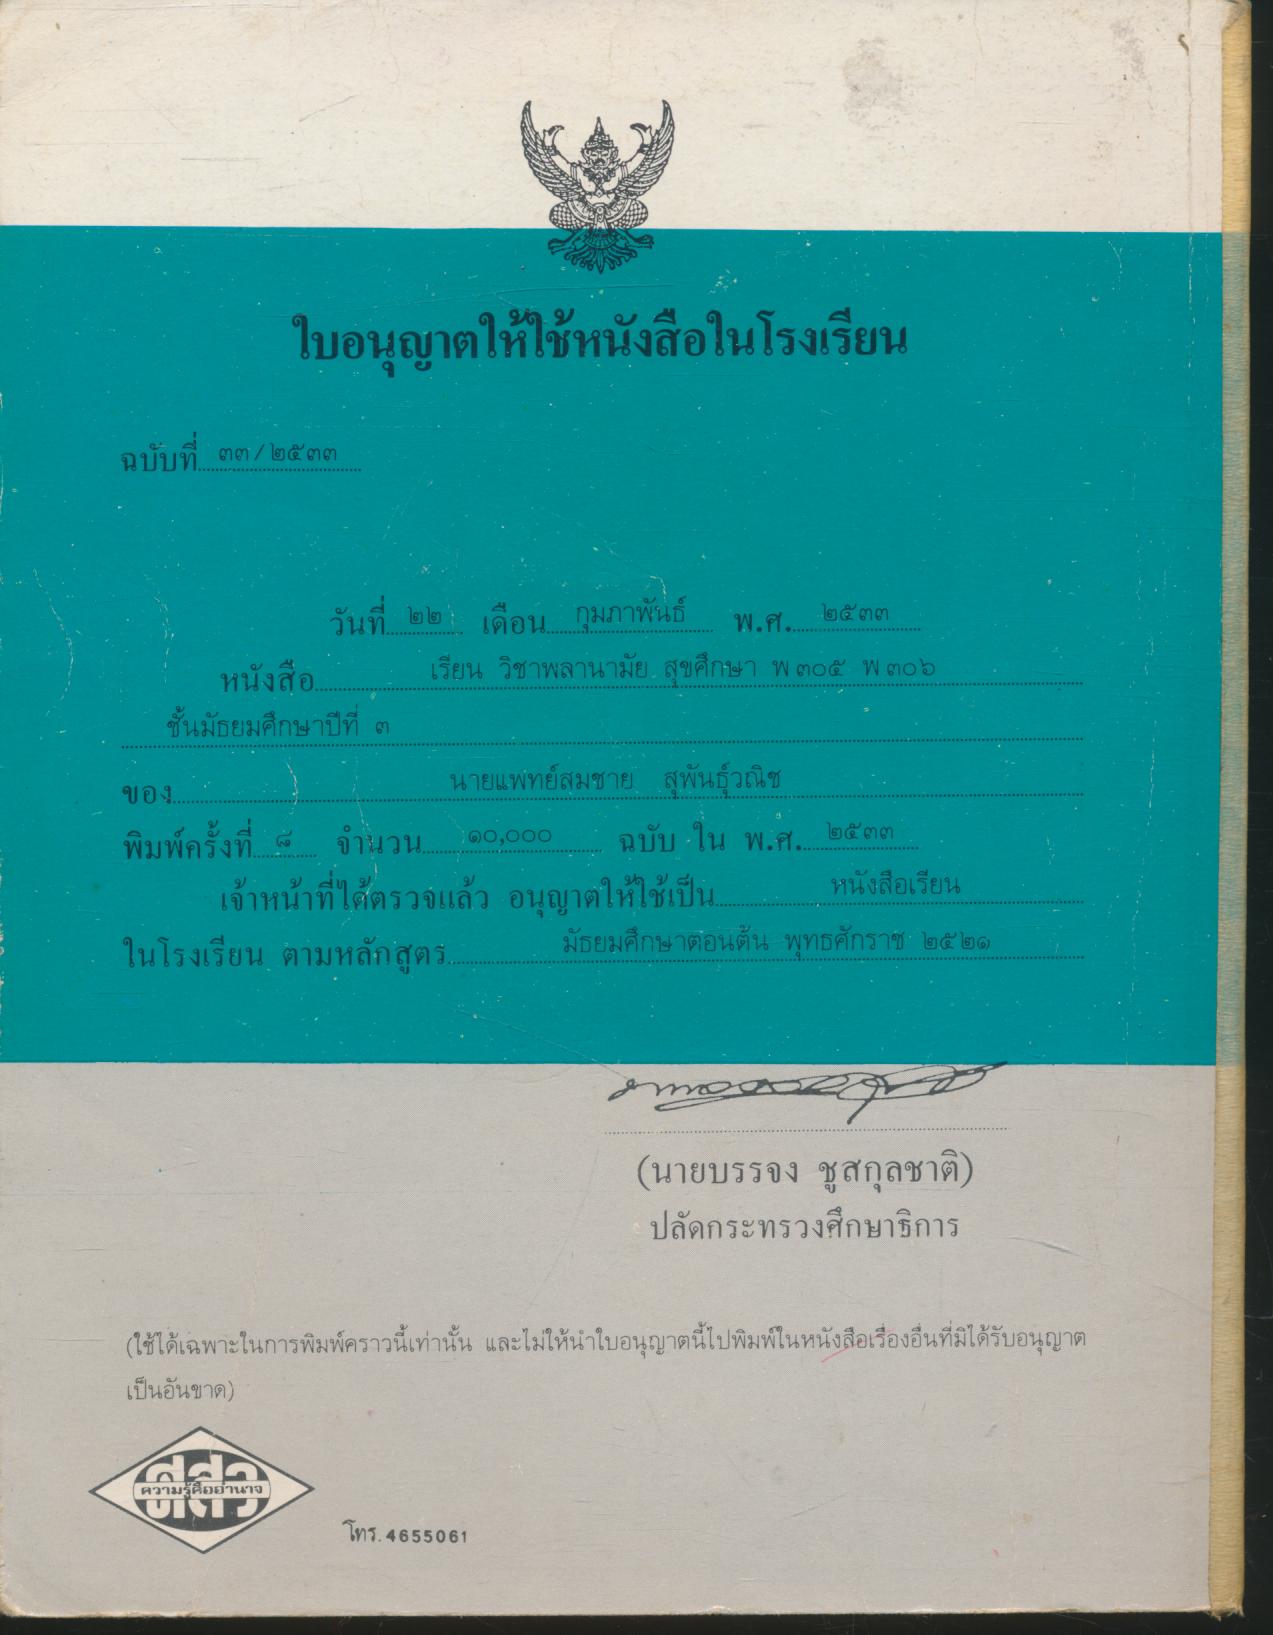 ใบอนุญาตให้ใช้หนังสือในโรงเรียน
ฉบับที่ ๓๓/๒๕๓๓
วันที่ ๒๒ เดือน กุมภาพันธ์ พ.ศ. ๒๕๓๓
หนังสือ เรียน วิชาพลานามัย สุขศึกษา พ ๓๐๕ พ ๓๐๖
ชั้นมัธยมศึกษาปีที่ ๓
ของ นายแพทย์สมชาย สุพันธุ์วณิช
พิมพ์ครั้งที่ ๘ จำนวน ๑๐,๐๐๐ ฉบับ ใน พ.ศ. ๒๕๓๓
เจ้าหน้าที่ได้ตรวจแล้ว อนุญาตให้ใช้เป็น หนังสือเรียน
ในโรงเรียน ตามหลักสูตร มัธยมศึกษาตอนต้น พุทธศักราช ๒๕๒๑
(นายบรรจง ชูสกุลชาติ)
ปลัดกระทรวงศึกษาธิการ
(ใช้ได้เฉพาะในการพิมพ์คราวนี้เท่านั้น และไม่ให้นำใบอนุญาตนี้ไปพิมพ์ในหนังสือเรื่องอื่นที่มิได้รับอนุญาต
เป็นอันขาด)
ความรู้คืออำนาจ
โทร. 4655061